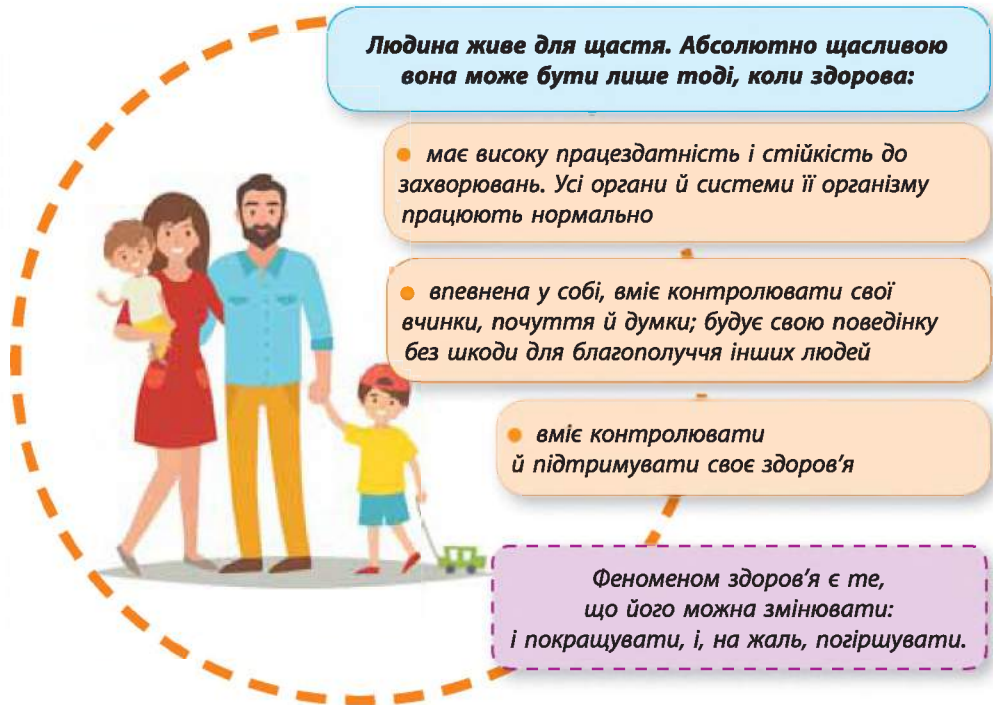 Людина живе для щастя. Абсолютно щасливою
вона може бути лише тоді, коли здорова:
• має високу працездатність і стійкість до
захворювань. Усі органи й системи її організму
працюють нормально
• впевнена у собі, вміє контролювати свої
вчинки, почуття й думки; будує свою поведінку
без шкоди для благополуччя інших людей
• вміє контролювати
й підтримувати своє здоров’я
Феноменом здоров’я є те,
що його можна змінювати:
і покращувати, і, на жаль, погіршувати.